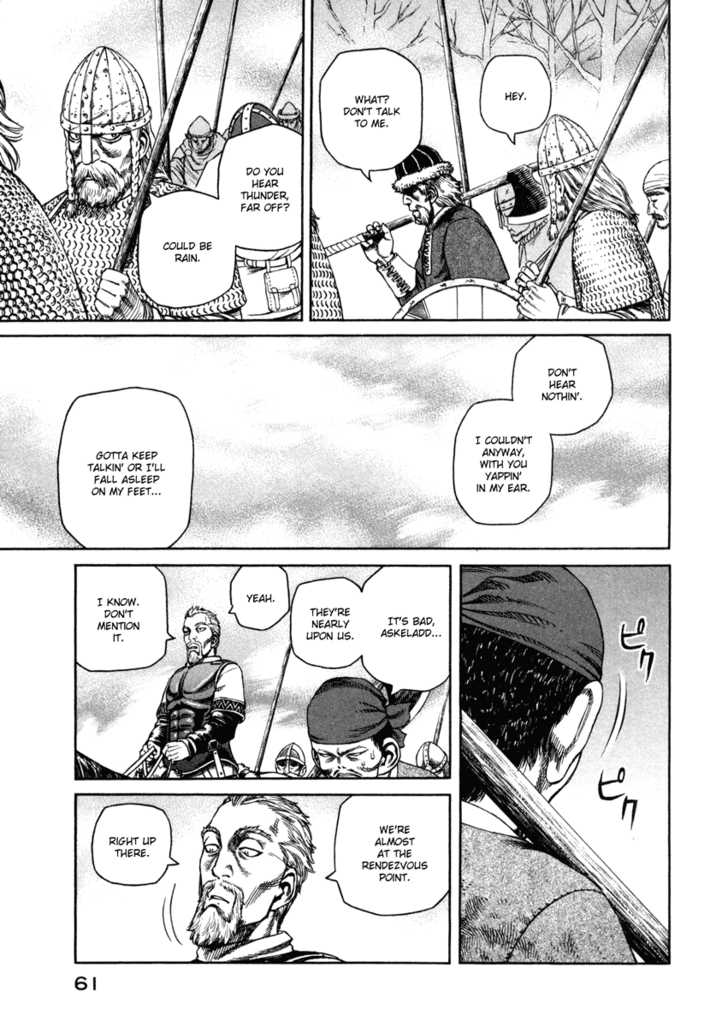 HEY.
WHAT?
DON'T TALK
TO ME.
DO YOU
HEAR
THUNDER,
FAR OFF?
COULD BE
RAIN.
DON'T
HEAR
NOTHIN'.
I COULDN'T
ANYWAY,
WITH YOU
YAPPIN'
IN MY EAR.
GOTTA KEEP
TALKIN' OR I'LL
FALL ASLEEP
ON MY FEET...
ピク
ピク
IT'S BAD,
ASKELADD...
THEY'RE
NEARLY
UPON US.
YEAH.
I KNOW.
DON'T
MENTION
IT.
WE'RE
ALMOST
AT THE
RENDEZVOUS
POINT.
RIGHT UP
THERE.
61